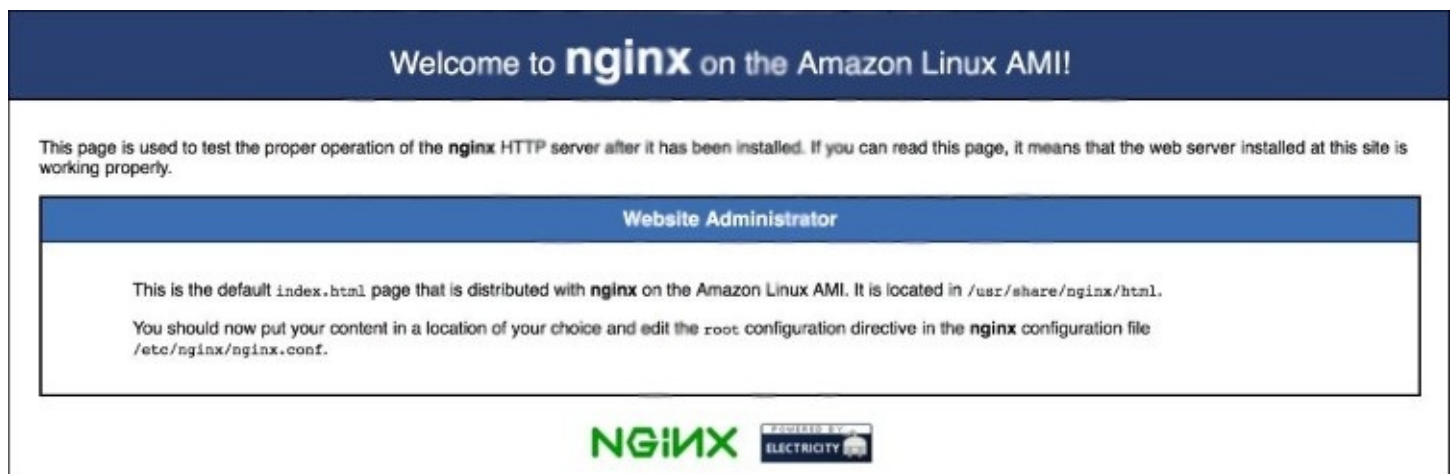 Welcome to nginx on the Amazon Linux AMI!
This page is used to test the proper operation of the nginx HTTP server after it has been installed. If you can read this page, it means that the web server installed at this site is
working properly.
Website Administrator
This is the default index.html page that is distributed with nginx on the Amazon Linux AMI. It is located in /usr/share/nginx/html.
You should now put your content in a location of your choice and edit the root configuration directive in the nginx configuration file
/etc/nginx/nginx.conf.
NGiNX
POWERED BY
ELECTRICITY